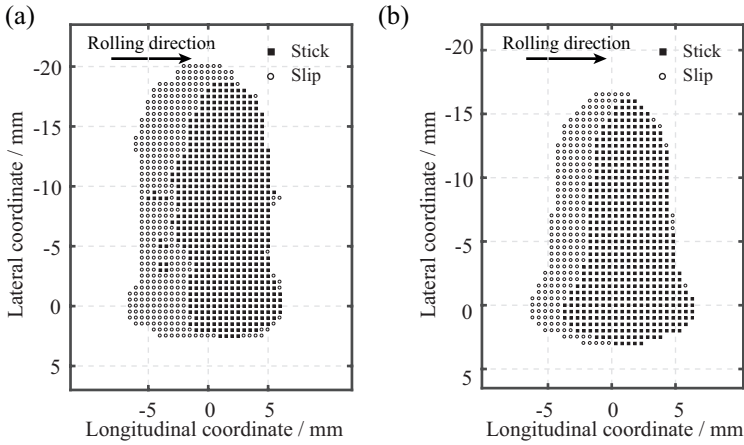 (a)
Rolling direction
Stick
Slip
-20
-15
-10
-5
0
5
Lateral coordinate / mm
-5 0 5
Longitudinal coordinate / mm
(b)
Rolling direction
Stick
Slip
-20
-15
-10
-5
0
5
Lateral coordinate / mm
-5 0 5
Longitudinal coordinate / mm